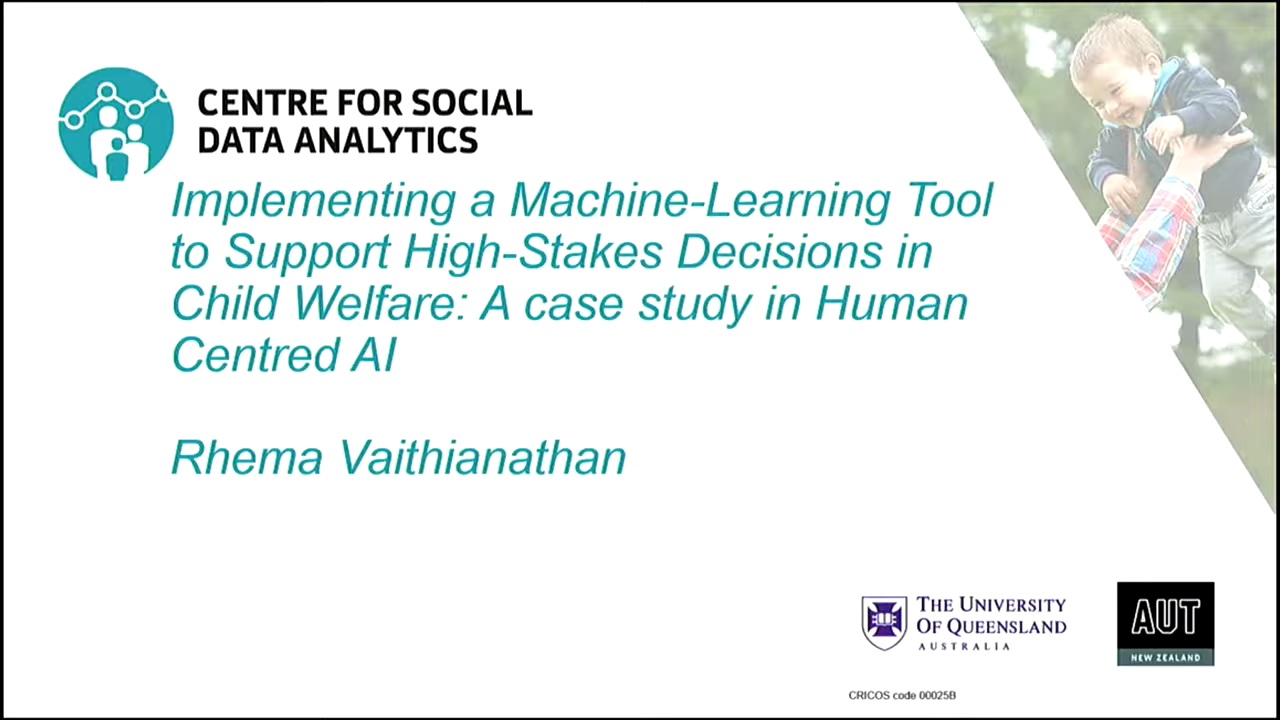 CENTRE FOR SOCIAL
DATA ANALYTICS
Implementing a Machine-Learning Tool
to Support High-Stakes Decisions in
Child Welfare: A case study in Human
Centred AI
Rhema Vaithianathan
THE UNIVERSITY
OF QUEENSLAND
AUSTRALIA
AUT
NEW ZEALAND
CRICOS code 00025B